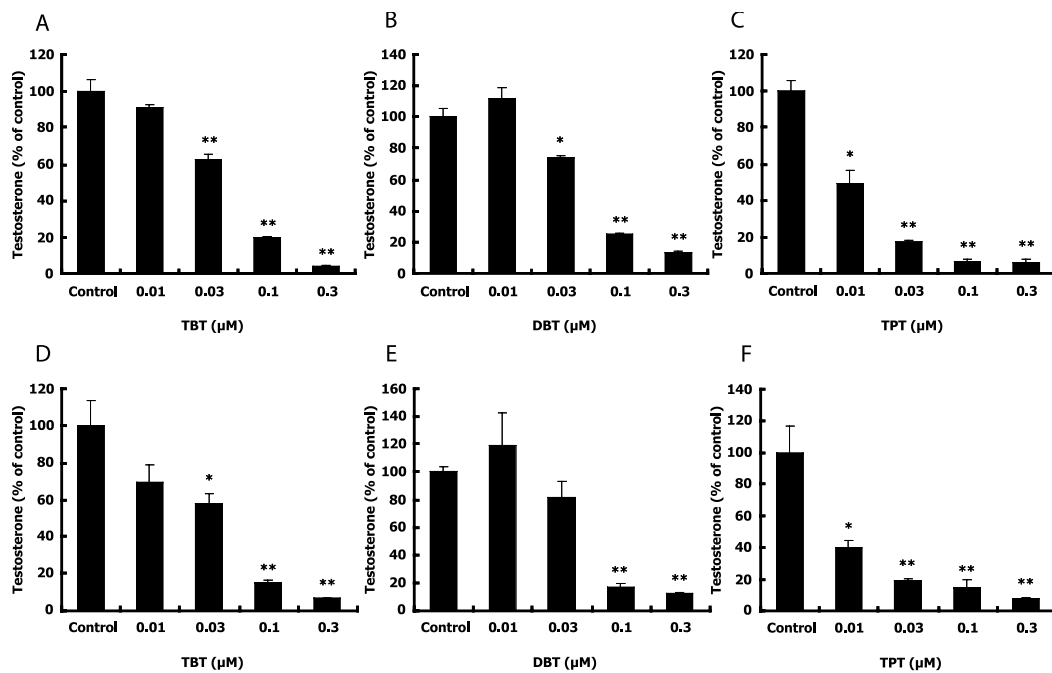 A
Testosterone (% of control)
120
100
80
60
40
20
0
**
**
**
Control 0.01 0.03 0.1 0.3
TBT (µM)
B
Testosterone (% of control)
140
120
100
80
60
40
20
0
*
**
**
Control 0.01 0.03 0.1 0.3
DBT (µM)
C
Testosterone (% of control)
120
100
80
60
40
20
0
*
**
**
**
Control 0.01 0.03 0.1 0.3
TPT (µM)
D
Testosterone (% of control)
120
100
80
60
40
20
0
*
**
**
Control 0.01 0.03 0.1 0.3
TBT (µM)
E
Testosterone (% of control)
160
140
120
100
80
60
40
20
0
**
**
Control 0.01 0.03 0.1 0.3
DBT (µM)
F
Testosterone (% of control)
140
120
100
80
60
40
20
0
*
**
**
**
Control 0.01 0.03 0.1 0.3
TPT (µM)